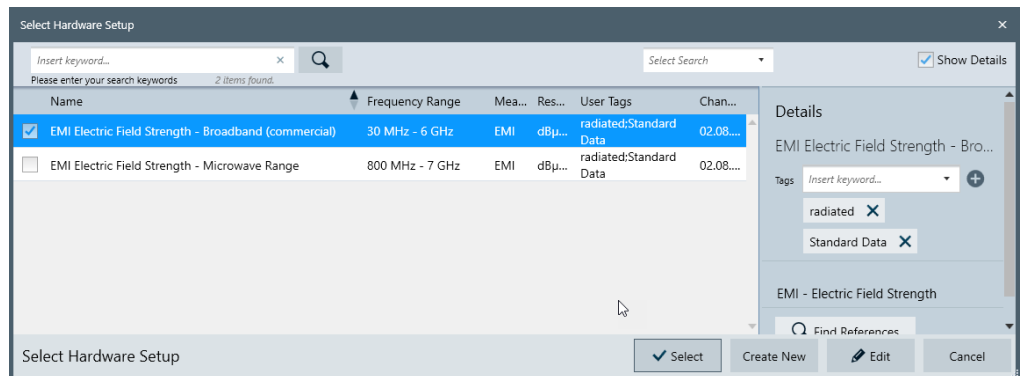 Select Hardware Setup
Insert keyword...
Select Search
Show Details
Please enter your search keywords 2 items found.
Name Frequency Range Mea... Res... User Tags Chan...
EMI Electric Field Strength - Broadband (commercial) 30 MHz - 6 GHz EMI dBµ... radiated;Standard Data 02.08....
EMI Electric Field Strength - Microwave Range 800 MHz - 7 GHz EMI dBµ... radiated;Standard Data 02.08....
Details
EMI Electric Field Strength - Bro...
Tags Insert keyword...
radiated
Standard Data
EMI - Electric Field Strength
Find References
Select Hardware Setup
Select Create New Edit Cancel